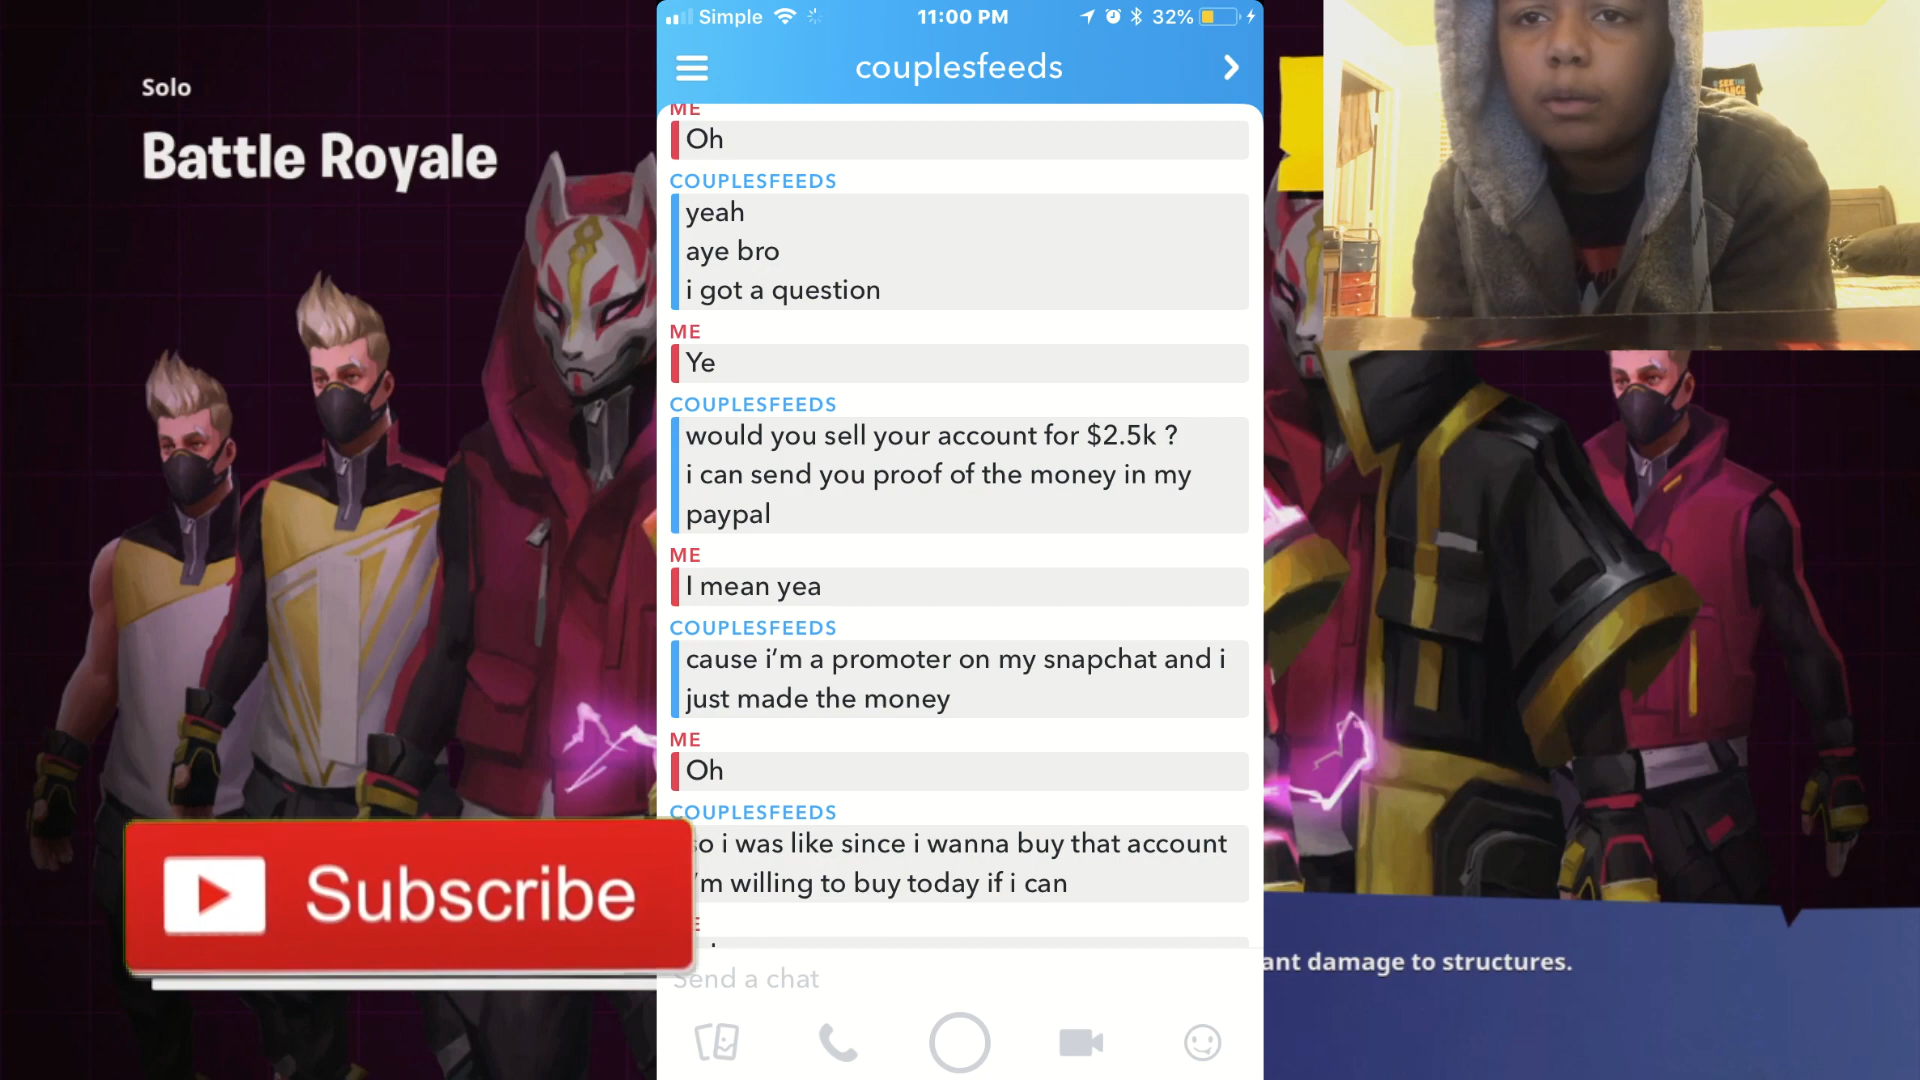 Solo
Battle Royale
Simple
11:00 PM
32%
couplesfeeds
ME
Oh
COUPLESFEEDS
yeah
aye bro
i got a question
ME
Ye
COUPLESFEEDS
would you sell your account for $2.5k ?
i can send you proof of the money in my
paypal
ME
I mean yea
COUPLESFEEDS
cause i'm a promoter on my snapchat and i
just made the money
ME
Oh
COUPLESFEEDS
so i was like since i wanna buy that account
'm willing to buy today if i can
Send a chat
Subscribe
ant damage to structures.